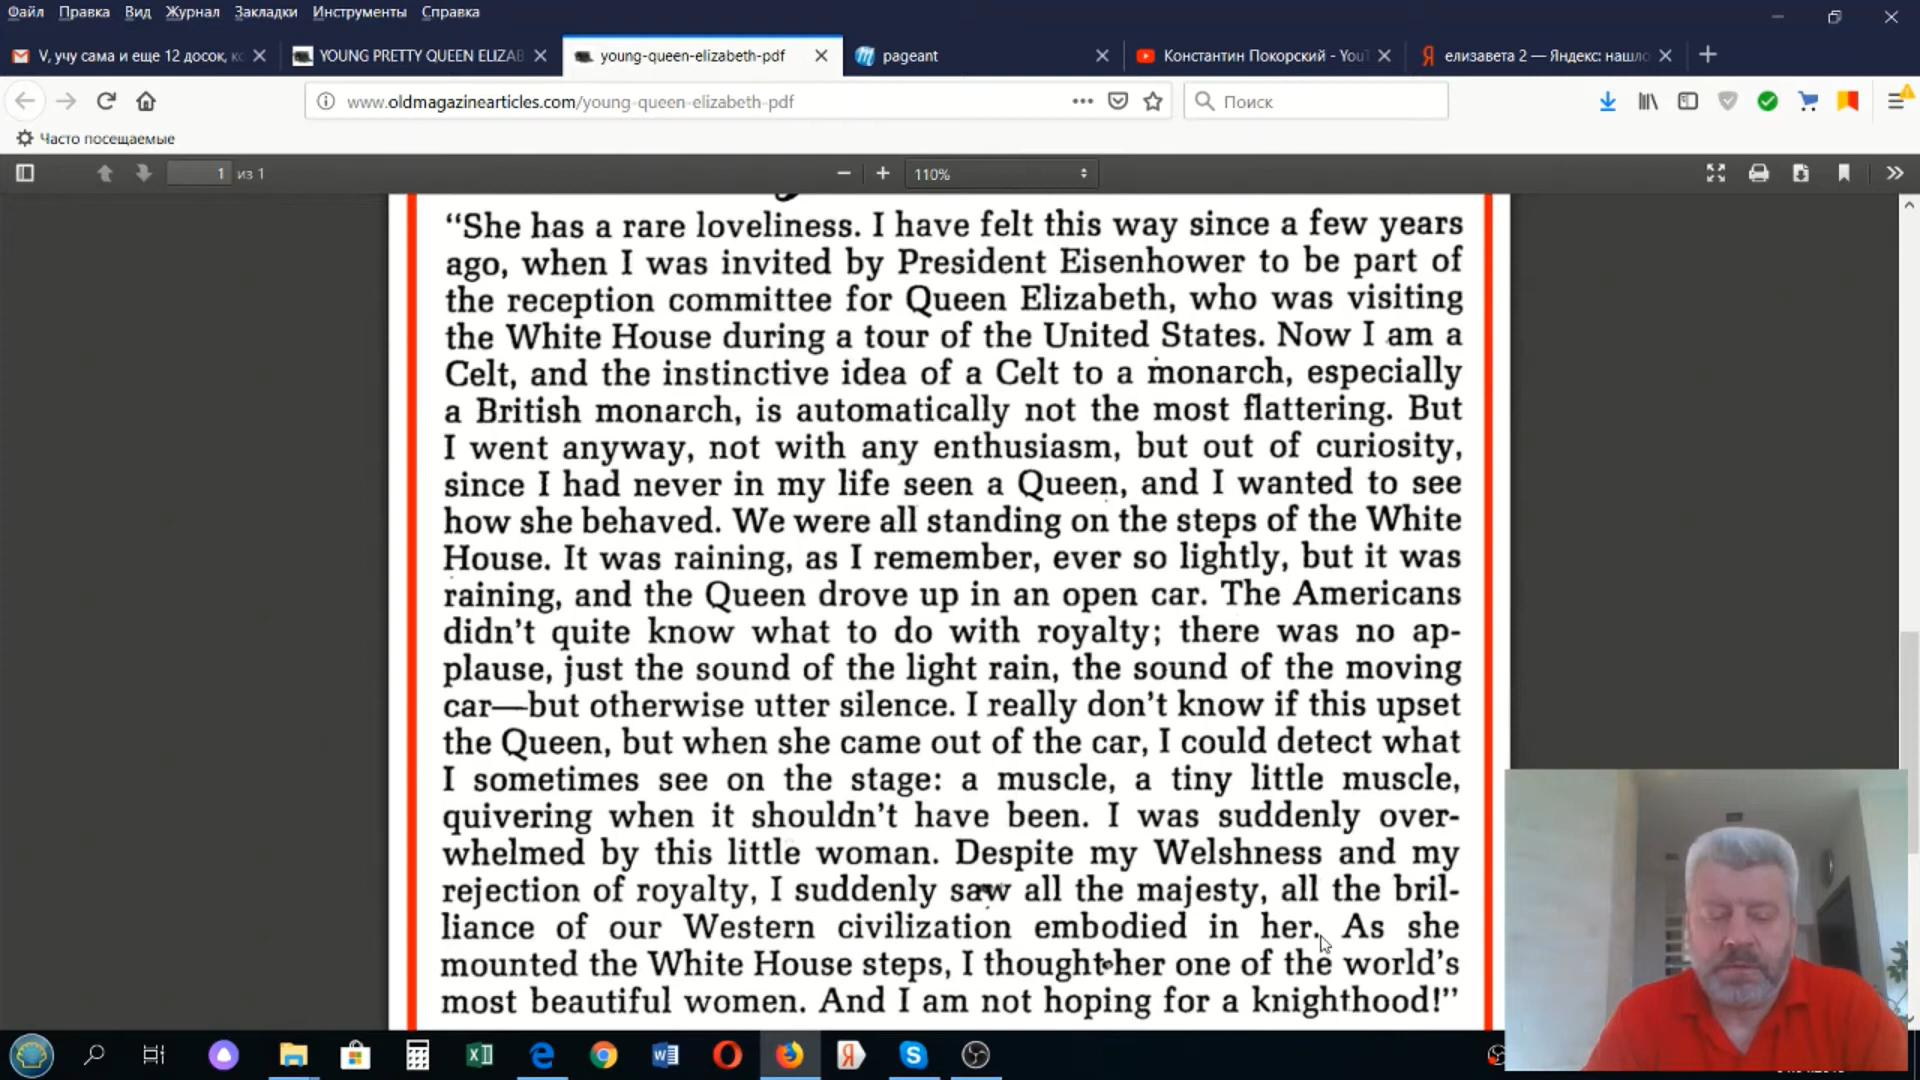 Файл Правка Вид Журнал Закладки Инструменты Справка
V, учу сама и еще 12 досок, ко
YOUNG PRETTY QUEEN ELIZAB
young-queen-elizabeth-pdf
pageant
Константин Покорский - YouT
елизавета 2 — Яндекс: нашло
www.oldmagazinearticles.com/young-queen-elizabeth-pdf
Поиск
Часто посещаемые
1 из 1
110%
“She has a rare loveliness. I have felt this way since a few years
ago, when I was invited by President Eisenhower to be part of
the reception committee for Queen Elizabeth, who was visiting
the White House during a tour of the United States. Now I am a
Celt, and the instinctive idea of a Celt to a monarch, especially
a British monarch, is automatically not the most flattering. But
I went anyway, not with any enthusiasm, but out of curiosity,
since I had never in my life seen a Queen, and I wanted to see
how she behaved. We were all standing on the steps of the White
House. It was raining, as I remember, ever so lightly, but it was
raining, and the Queen drove up in an open car. The Americans
didn’t quite know what to do with royalty; there was no ap-
plause, just the sound of the light rain, the sound of the moving
car—but otherwise utter silence. I really don’t know if this upset
the Queen, but when she came out of the car, I could detect what
I sometimes see on the stage: a muscle, a tiny little muscle,
quivering when it shouldn’t have been. I was suddenly over-
whelmed by this little woman. Despite my Welshness and my
rejection of royalty, I suddenly saw all the majesty, all the bril-
liance of our Western civilization embodied in her. As she
mounted the White House steps, I thought her one of the world’s
most beautiful women. And I am not hoping for a knighthood!”